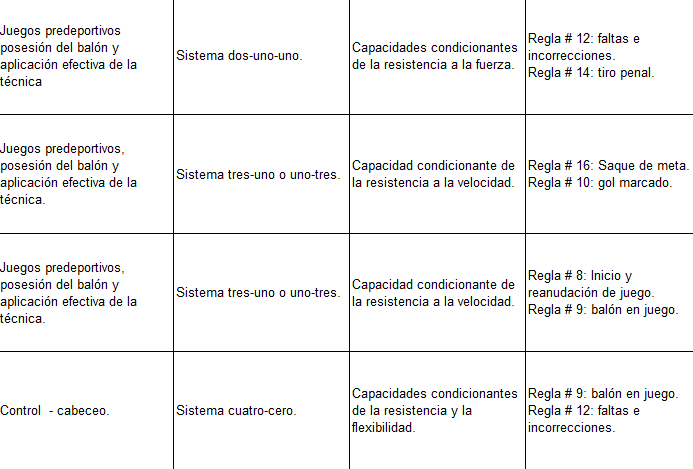 Juegos predeportivos
posesión del balón y
aplicación efectiva de la
técnica
Sistema dos-uno-uno.
Capacidades condicionantes
de la resistencia a la fuerza.
Regla # 12: faltas e
incorrecciones.
Regla # 14: tiro penal.
Juegos predeportivos,
posesión del balón y
aplicación efectiva de la
técnica.
Sistema tres-uno o uno-tres.
Capacidad condicionante de
la resistencia a la velocidad.
Regla # 16: Saque de meta.
Regla # 10: gol marcado.
Juegos predeportivos,
posesión del balón y
aplicación efectiva de la
técnica.
Sistema tres-uno o uno-tres.
Capacidad condicionante de
la resistencia a la velocidad.
Regla # 8: Inicio y
reanudación de juego.
Regla # 9: balón en juego.
Control  - cabeceo.
Sistema cuatro-cero.
Capacidades condicionantes
de la resistencia y la
flexibilidad.
Regla # 9: balón en juego.
Regla # 12: faltas e
incorrecciones.